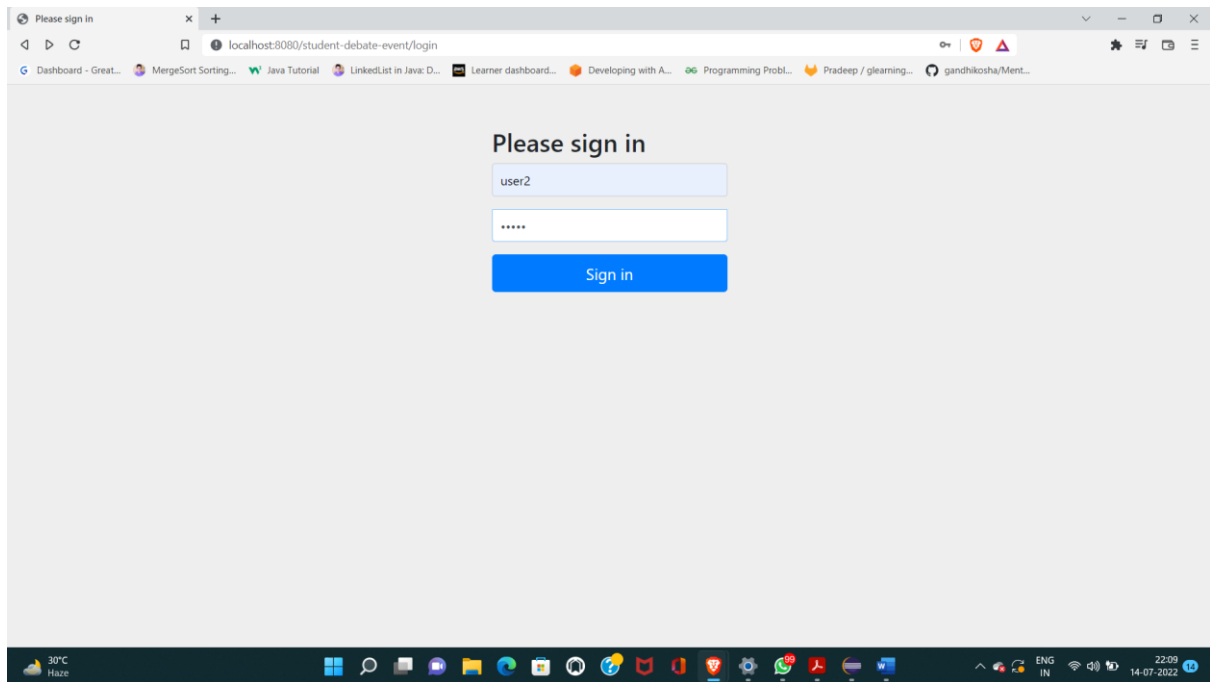 Please sign in
localhost:8080/student-debate-event/login
Dashboard - Great... MergeSort Sorting... Java Tutorial LinkedList in Java: D... Learner dashboard... Developing with A... Programming Probl... Pradeep / glearning... gandhikosha/Ment...
Please sign in
user2
•••••
Sign in
30°C
Haze
99
ENG
IN
22:09
14-07-2022
14